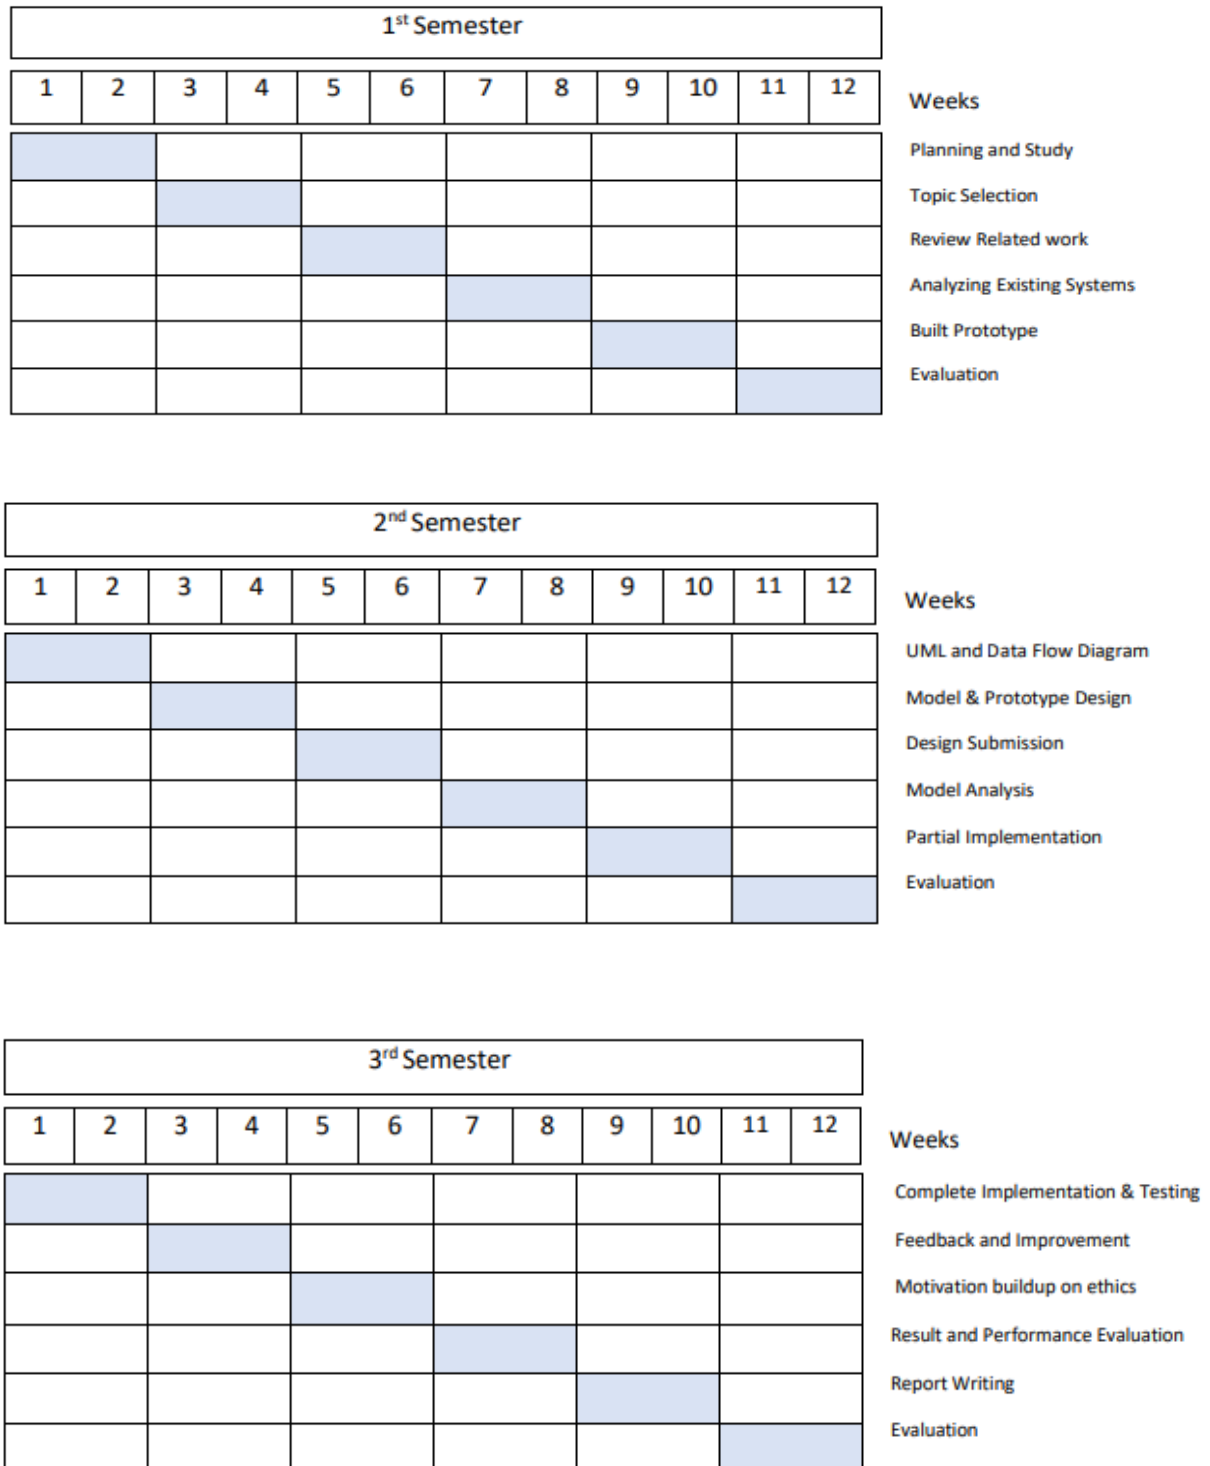 1st Semester
1 2 3 4 5 6 7 8 9 10 11 12 Weeks
Planning and Study
Topic Selection
Review Related work
Analyzing Existing Systems
Built Prototype
Evaluation
2nd Semester
1 2 3 4 5 6 7 8 9 10 11 12 Weeks
UML and Data Flow Diagram
Model & Prototype Design
Design Submission
Model Analysis
Partial Implementation
Evaluation
3rd Semester
1 2 3 4 5 6 7 8 9 10 11 12 Weeks
Complete Implementation & Testing
Feedback and Improvement
Motivation buildup on ethics
Result and Performance Evaluation
Report Writing
Evaluation